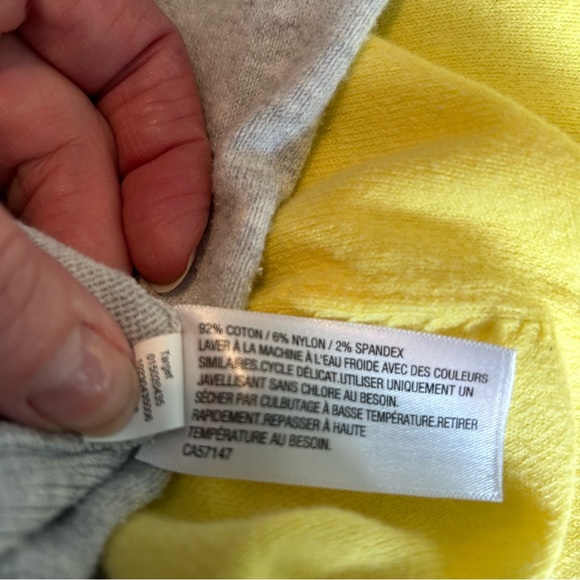 92% COTTON / 6% NYLON / 2% SPANDEX
LAVER À LA MACHINE À L'EAU FROIDE AVEC DES COULEURS
SIMILAIRES.CYCLE DÉLICAT.UTILISER UNIQUEMENT UN
JAVELLISANT SANS CHLORE AU BESOIN.
SÉCHER PAR CULBUTAGE À BASSE TEMPÉRATURE.RETIRER
RAPIDEMENT.REPASSER À HAUTE
TEMPÉRATURE AU BESOIN.
CA57147
Target